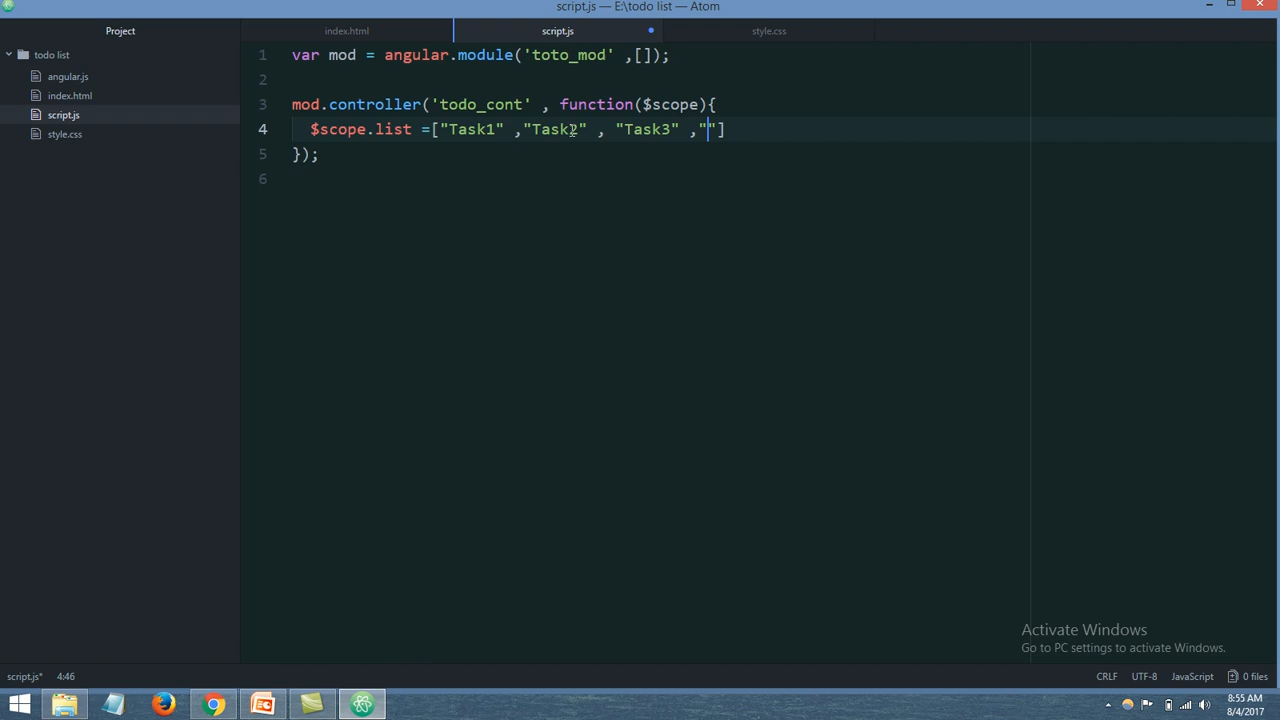 script.js — E:\todo list — Atom
Project
index.html
script.js
style.css
todo list
angular.js
index.html
script.js
style.css
1 var mod = angular.module('toto_mod' ,[]);
2
3 mod.controller('todo_cont' , function($scope){
4 $scope.list =["Task1" ,"Task2" , "Task3" ,""]
5 });
6
Activate Windows
Go to PC settings to activate Windows.
script.js* 4:46 CRLF UTF-8 JavaScript 0 files
8:55 AM
8/4/2017